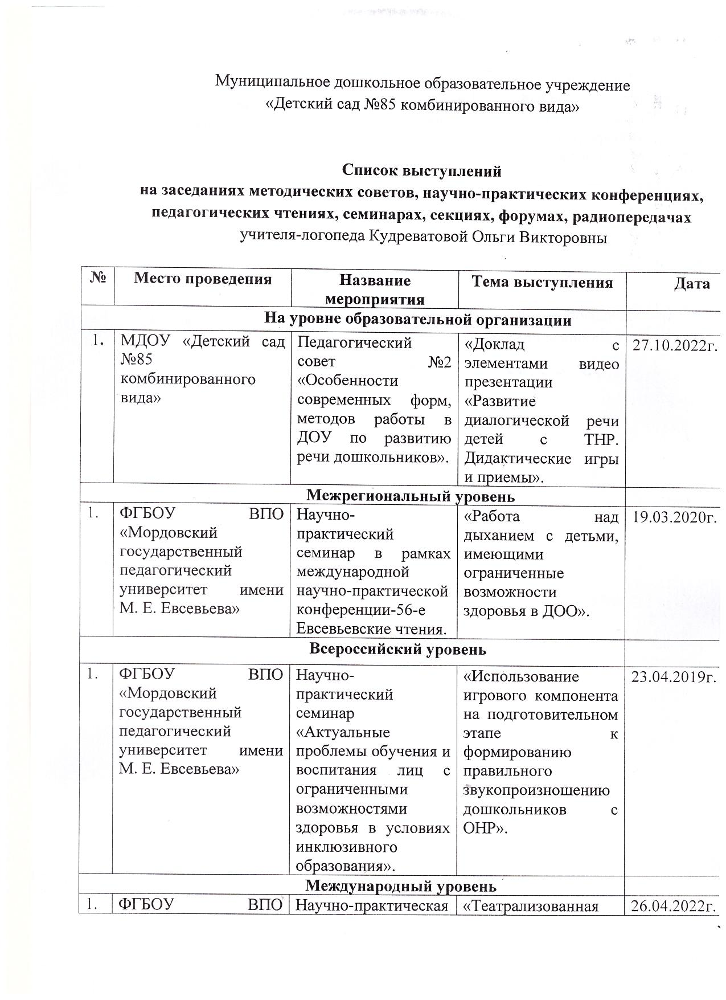 Муниципальное дошкольное образовательное учреждение
«Детский сад №85 комбинированного вида»
Список выступлений
на заседаниях методических советов, научно-практических конференциях,
педагогических чтениях, семинарах, секциях, форумах, радиопередачах
учителя-логопеда Кудреватовой Ольги Викторовны
№
Место проведения
Название
мероприятия
Тема выступления
Дата
На уровне образовательной организации
1.
МДОУ «Детский сад
№85
комбинированного
вида»
Педагогический
совет №2
«Особенности
современных форм,
методов работы в
ДОУ по развитию
речи дошкольников».
«Доклад с
элементами видео
презентации
«Развитие
диалогической речи
детей с ТНР.
Дидактические игры
и приемы».
27.10.2022г.
Межрегиональный уровень
1.
ФГБОУ ВПО
«Мордовский
государственный
педагогический
университет имени
М. Е. Евсевьева»
Научно-
практический
семинар в рамках
международной
научно-практической
конференции-56-е
Евсевьевские чтения.
«Работа над
дыханием с детьми,
имеющими
ограниченные
возможности
здоровья в ДОО».
19.03.2020г.
Всероссийский уровень
1.
ФГБОУ ВПО
«Мордовский
государственный
педагогический
университет имени
М. Е. Евсевьева»
Научно-
практический
семинар
«Актуальные
проблемы обучения и
воспитания лиц с
ограниченными
возможностями
здоровья в условиях
инклюзивного
образования».
«Использование
игрового компонента
на подготовительном
этапе к
формированию
правильного
звукопроизношению
дошкольников с
ОНР».
23.04.2019г.
Международный уровень
1.
ФГБОУ ВПО
Научно-практическая
«Театрализованная
26.04.2022г.